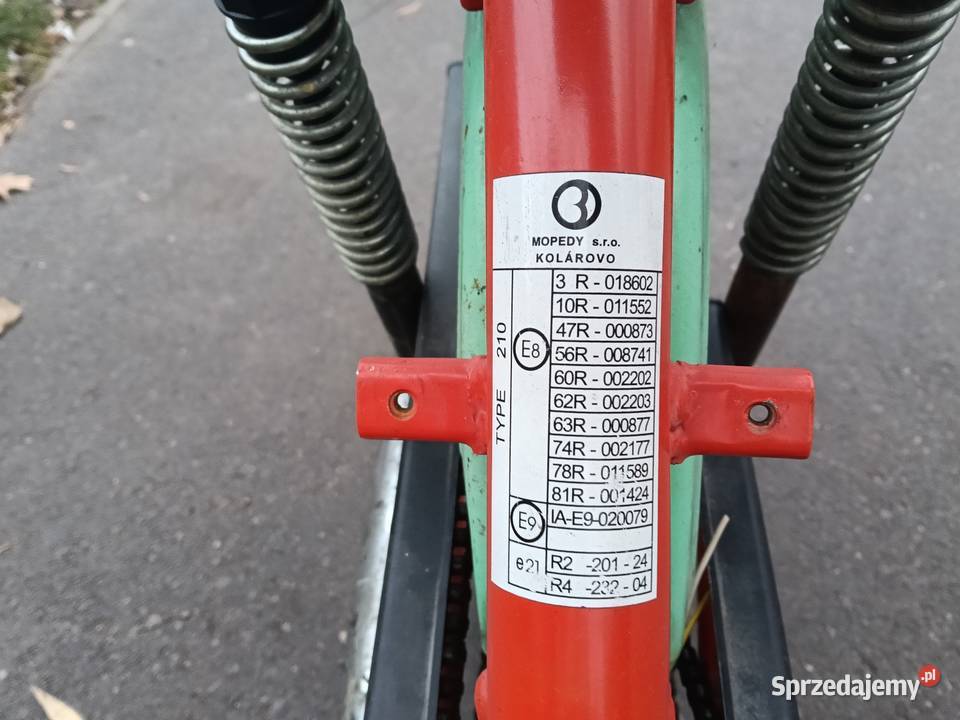 MOPEDY s.r.o.
KOLÁROVO
TYPE 210
E8
3 R - 018602
10R - 011552
47R - 000873
56R - 008741
60R - 002202
62R - 002203
63R - 000877
74R - 002177
78R - 011589
81R - 001424
E9
IA-E9-020079
e21
R2 -201 - 24
R4 -232 - 04
Sprzedajemy.pl